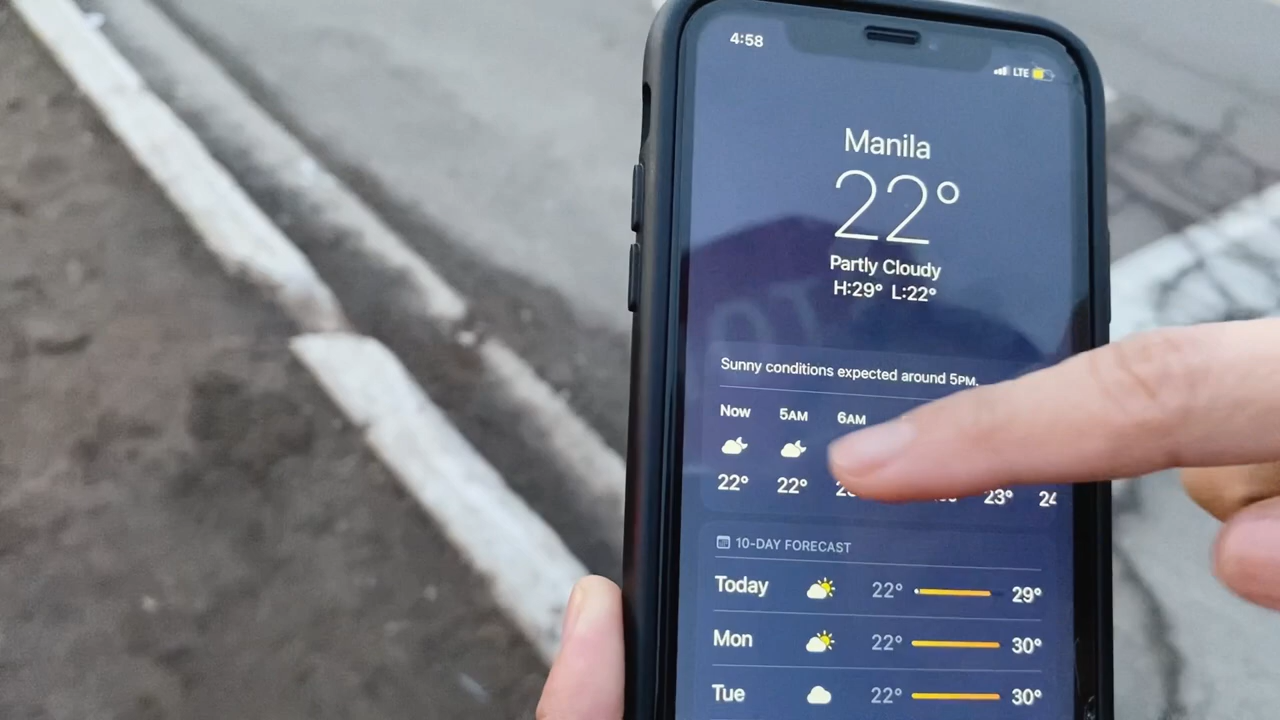 4:58
LTE
Manila
22°
Partly Cloudy
H:29° L:22°
Sunny conditions expected around 5PM.
Now 5AM 6AM
22° 22° 23° 24
10-DAY FORECAST
Today 22° 29°
Mon 22° 30°
Tue 22° 30°